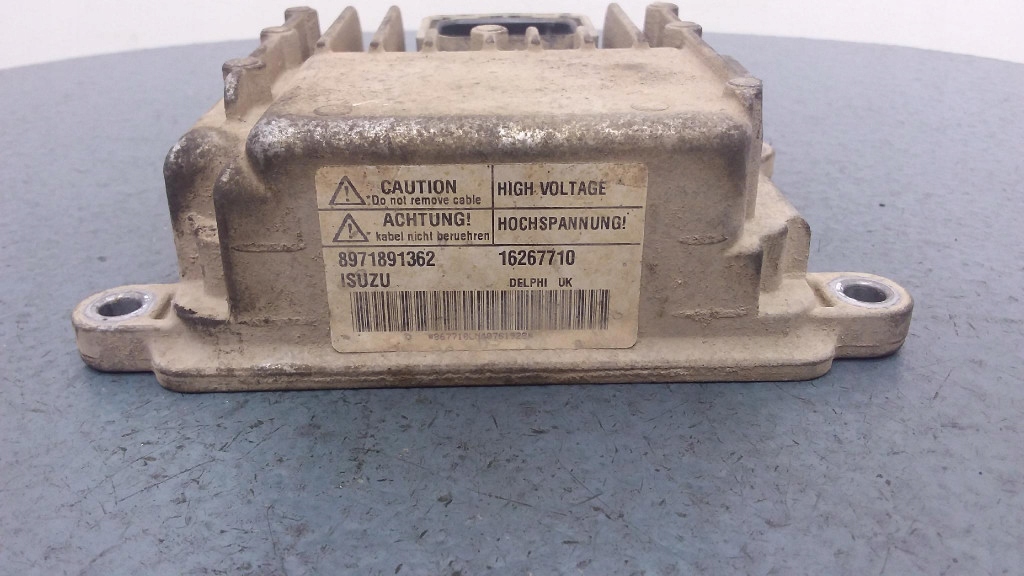 CAUTION HIGH VOLTAGE
*Do not remove cable
ACHTUNG! HOCHSPANNUNG!
* kabel nicht beruehren
8971891362 16267710
ISUZU DELPHI UK